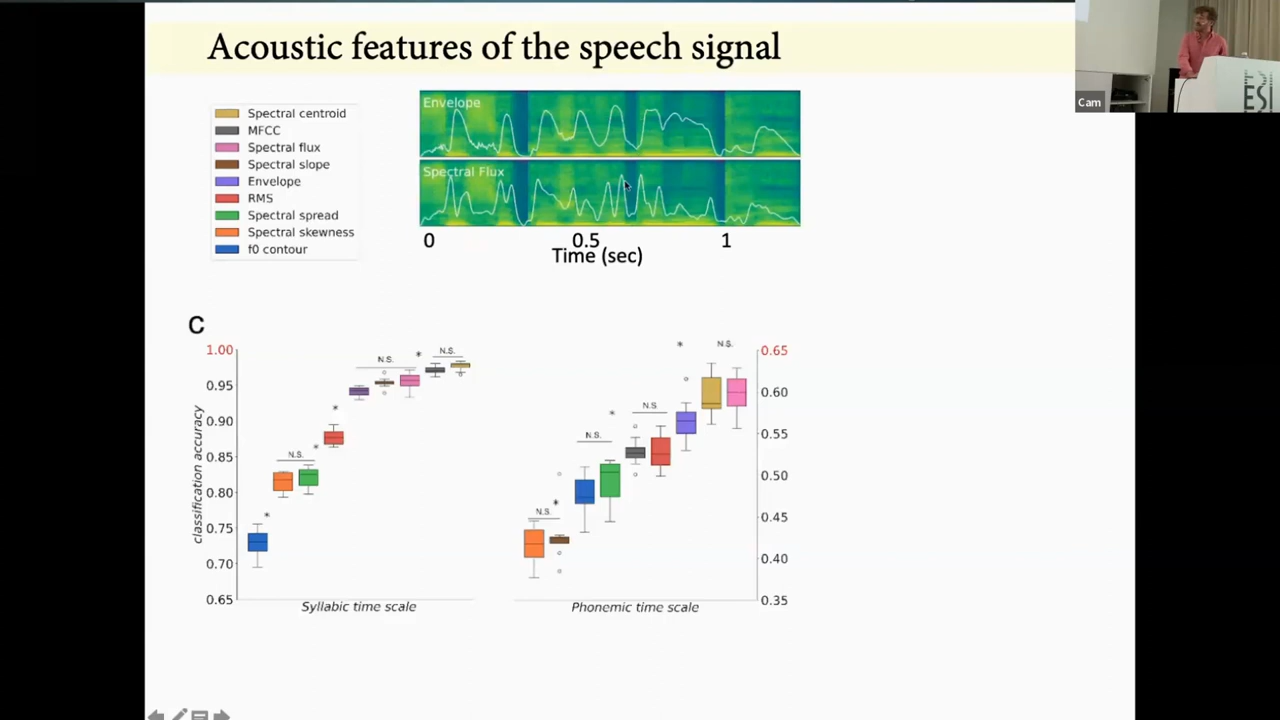 Acoustic features of the speech signal
Cam
ESI
Spectral centroid
MFCC
Spectral flux
Spectral slope
Envelope
RMS
Spectral spread
Spectral skewness
f0 contour
Envelope
Spectral Flux
0 0.5 1
Time (sec)
C
classification accuracy
1.00
0.95
0.90
0.85
0.80
0.75
0.70
0.65
*
N.S.
*
*
N.S.
*
N.S.
Syllabic time scale
N.S.
*
N.S.
*
N.S
*
N.S.
0.65
0.60
0.55
0.50
0.45
0.40
0.35
Phonemic time scale